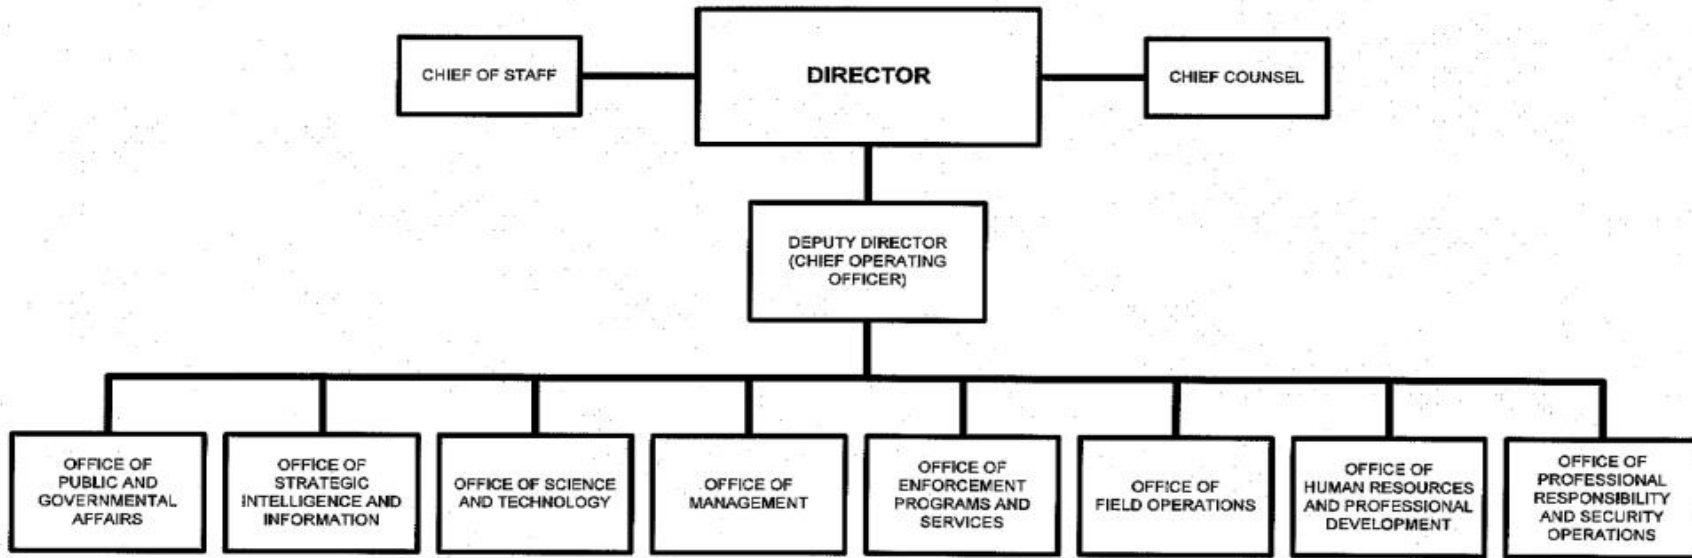 CHIEF OF STAFF
DIRECTOR
CHIEF COUNSEL
DEPUTY DIRECTOR
(CHIEF OPERATING
OFFICER)
OFFICE OF
PUBLIC AND
GOVERNMENTAL
AFFAIRS
OFFICE OF
STRATEGIC
INTELLIGENCE AND
INFORMATION
OFFICE OF SCIENCE
AND TECHNOLOGY
OFFICE OF
MANAGEMENT
OFFICE OF
ENFORCEMENT
PROGRAMS AND
SERVICES
OFFICE OF
FIELD OPERATIONS
OFFICE OF
HUMAN RESOURCES
AND PROFESSIONAL
DEVELOPMENT
OFFICE OF
PROFESSIONAL
RESPONSIBILITY
AND SECURITY
OPERATIONS